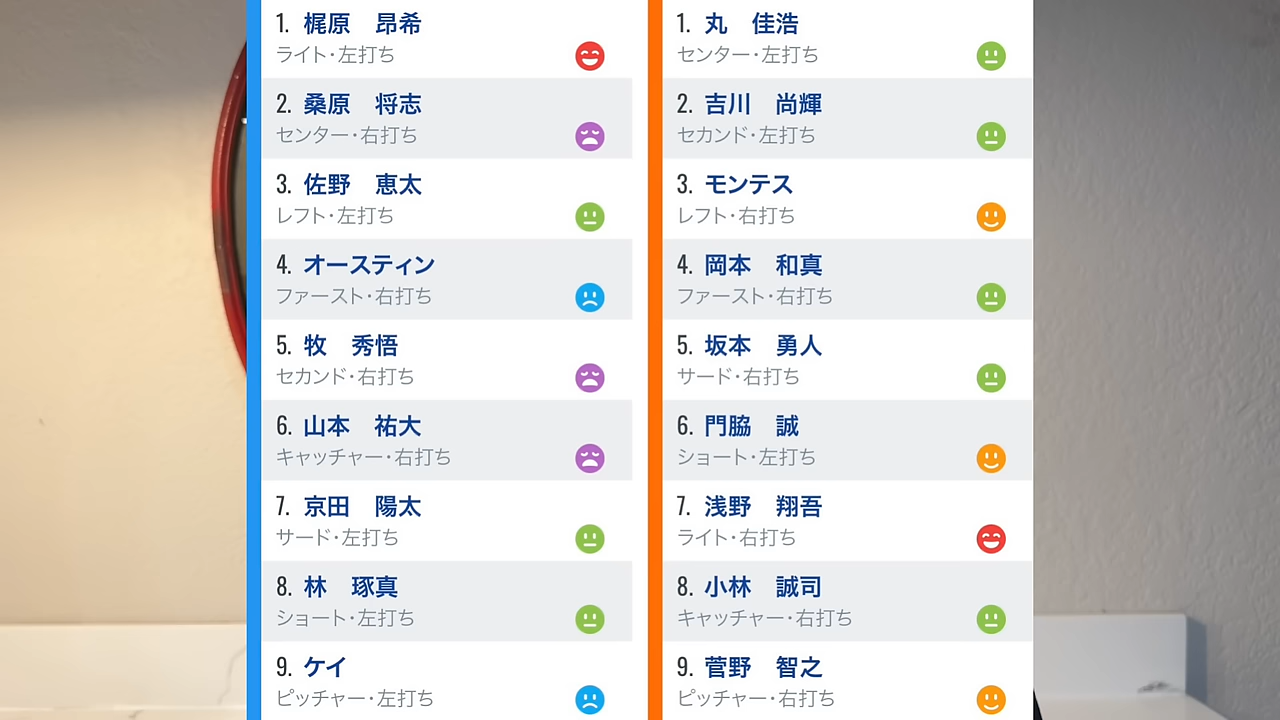 1. 梶原　昂希
ライト・左打ち
2. 桑原　将志
センター・右打ち
3. 佐野　恵太
レフト・左打ち
4. オースティン
ファースト・右打ち
5. 牧　秀悟
セカンド・右打ち
6. 山本　祐大
キャッチャー・右打ち
7. 京田　陽太
サード・左打ち
8. 林　琢真
ショート・左打ち
9. ケイ
ピッチャー・左打ち
1. 丸　佳浩
センター・左打ち
2. 吉川　尚輝
セカンド・左打ち
3. モンテス
レフト・右打ち
4. 岡本　和真
ファースト・右打ち
5. 坂本　勇人
サード・右打ち
6. 門脇　誠
ショート・左打ち
7. 浅野　翔吾
ライト・右打ち
8. 小林　誠司
キャッチャー・右打ち
9. 菅野　智之
ピッチャー・右打ち